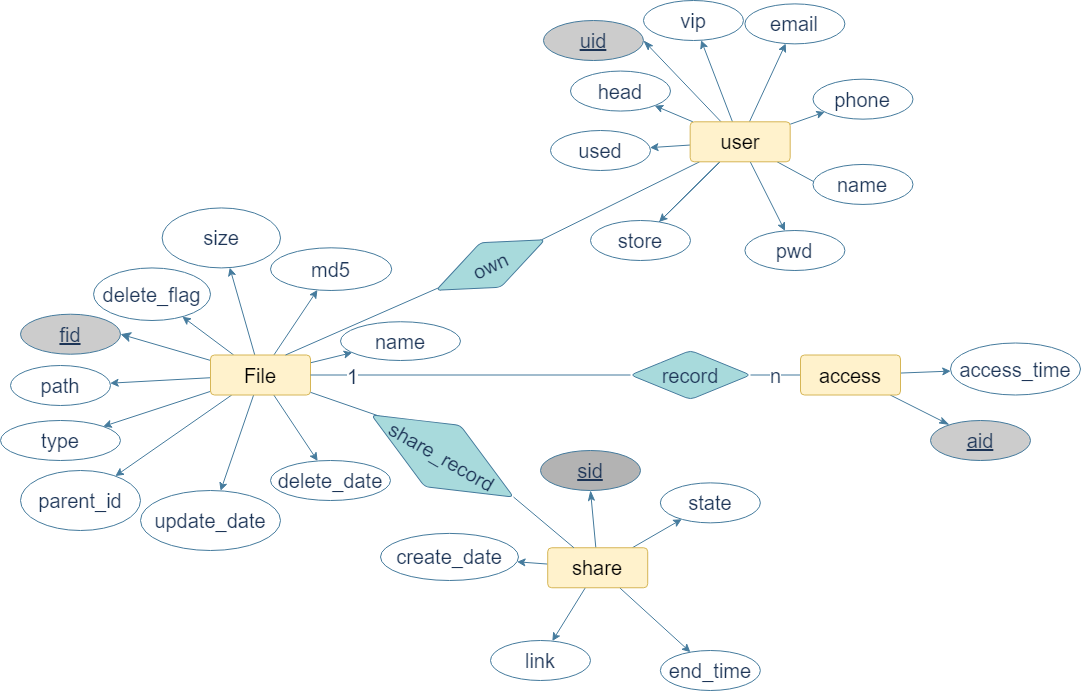 vip
email
uid
head
phone
used
user
name
store
pwd
size
own
md5
delete_flag
fid
name
path
File
1
record
n
access
access_time
type
share_record
aid
sid
delete_date
parent_id
update_date
state
create_date
share
link
end_time